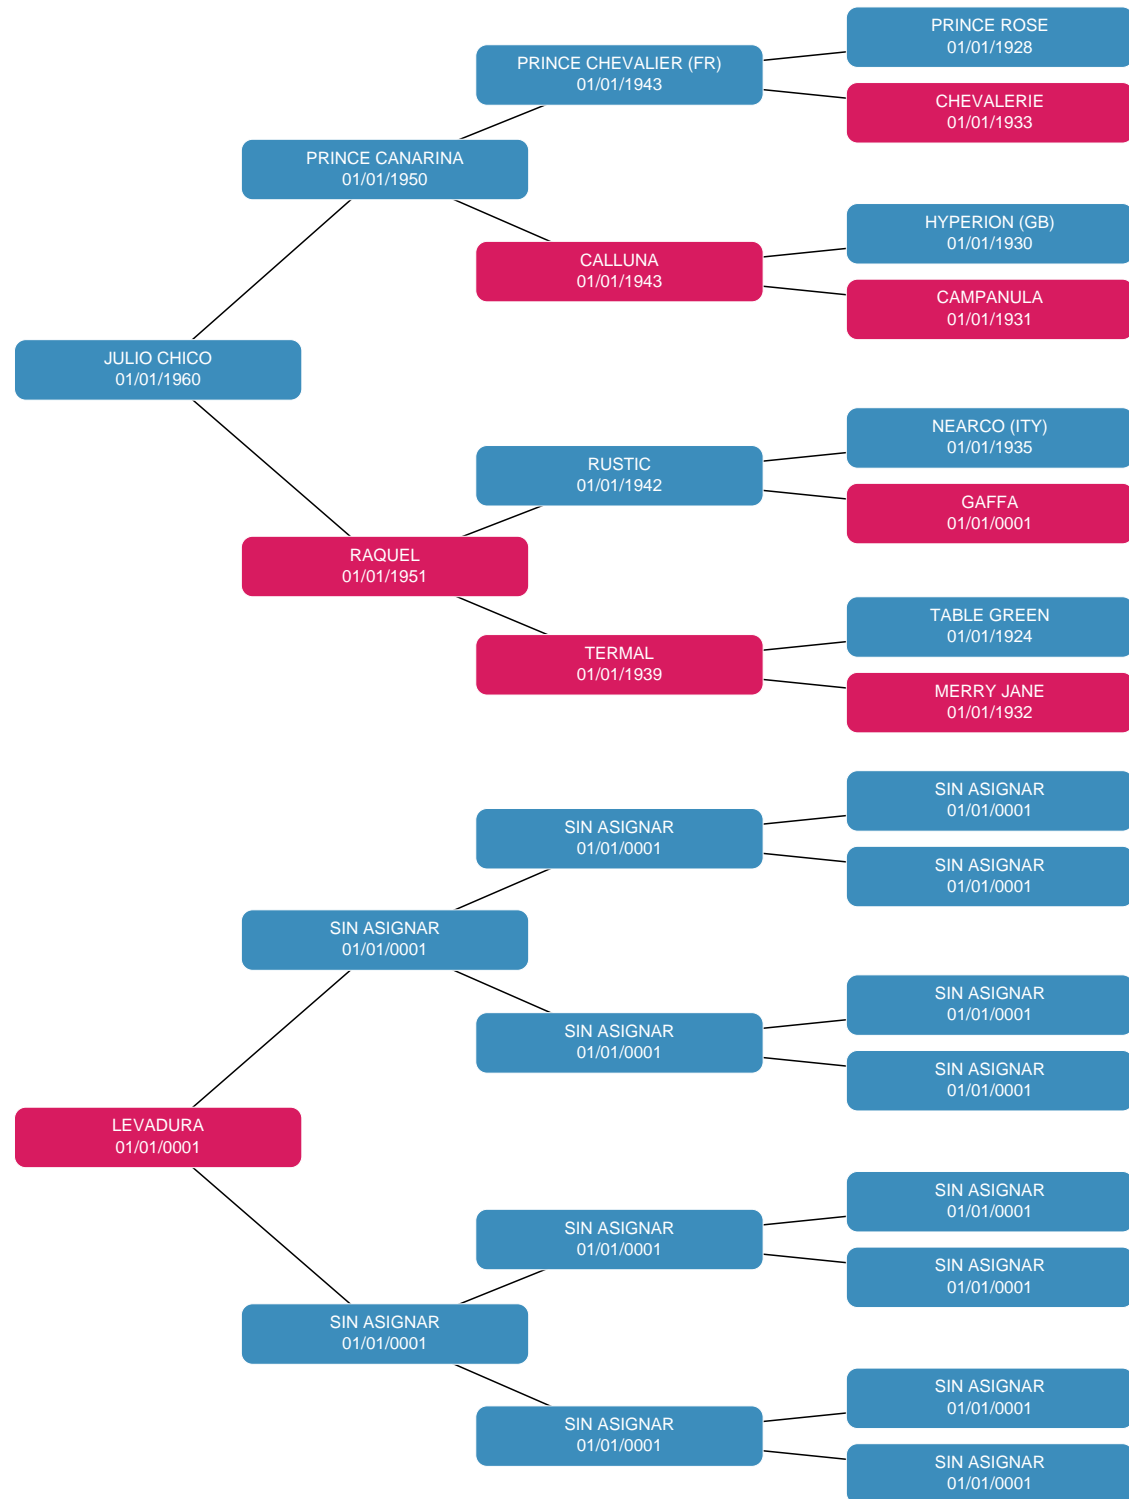 PRINCE ROSE
01/01/1928
PRINCE CHEVALIER (FR)
01/01/1943
CHEVALERIE
01/01/1933
PRINCE CANARINA
01/01/1950
HYPERION (GB)
01/01/1930
CALLUNA
01/01/1943
CAMPANULA
01/01/1931
JULIO CHICO
01/01/1960
NEARCO (ITY)
01/01/1935
RUSTIC
01/01/1942
GAFFA
01/01/0001
RAQUEL
01/01/1951
TABLE GREEN
01/01/1924
TERMAL
01/01/1939
MERRY JANE
01/01/1932
SIN ASIGNAR
01/01/0001
SIN ASIGNAR
01/01/0001
SIN ASIGNAR
01/01/0001
SIN ASIGNAR
01/01/0001
SIN ASIGNAR
01/01/0001
SIN ASIGNAR
01/01/0001
SIN ASIGNAR
01/01/0001
LEVADURA
01/01/0001
SIN ASIGNAR
01/01/0001
SIN ASIGNAR
01/01/0001
SIN ASIGNAR
01/01/0001
SIN ASIGNAR
01/01/0001
SIN ASIGNAR
01/01/0001
SIN ASIGNAR
01/01/0001
SIN ASIGNAR
01/01/0001